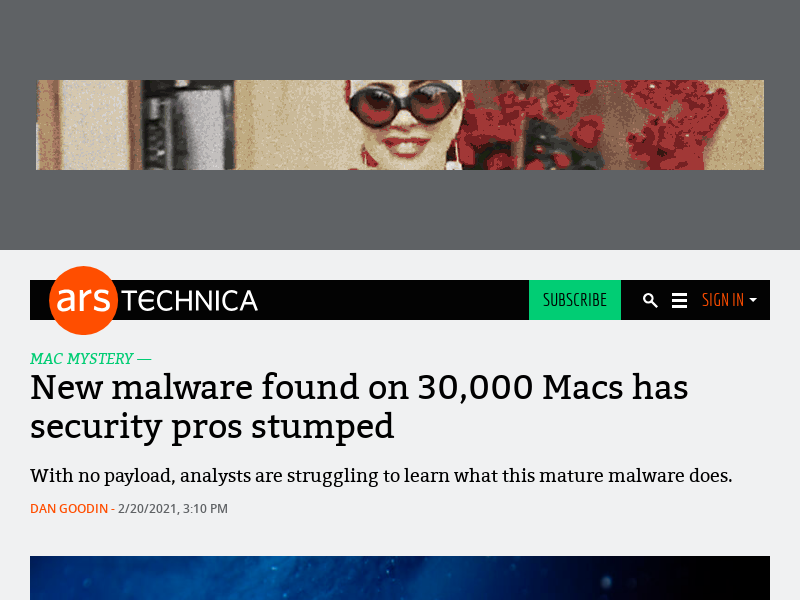 ars TECHNICA
SUBSCRIBE
SIGN IN
MAC MYSTERY —
New malware found on 30,000 Macs has
security pros stumped
With no payload, analysts are struggling to learn what this mature malware does.
DAN GOODIN - 2/20/2021, 3:10 PM